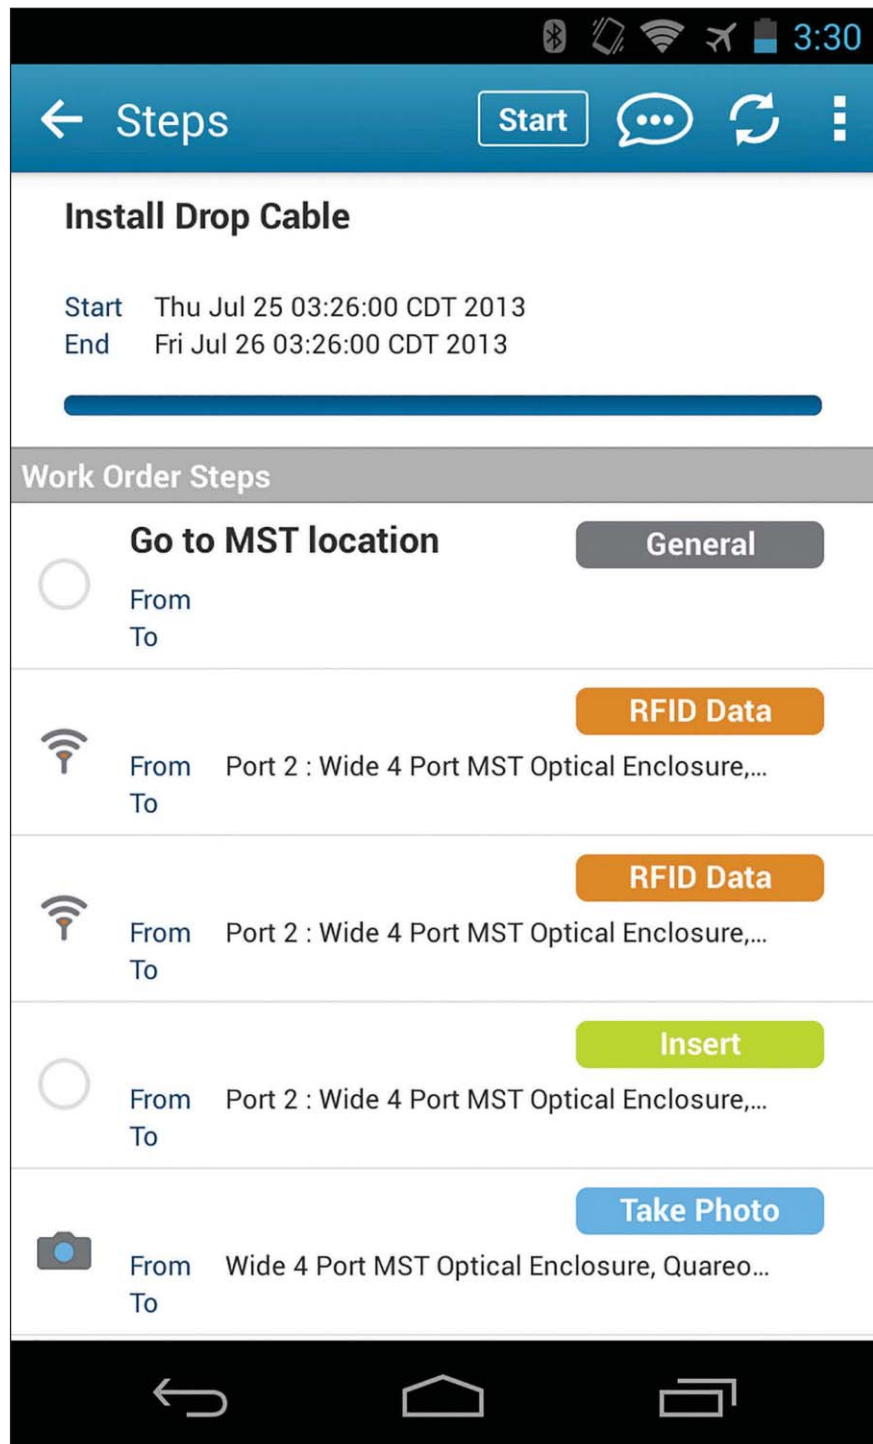 3:30
Steps
Start
Install Drop Cable
Start Thu Jul 25 03:26:00 CDT 2013
End Fri Jul 26 03:26:00 CDT 2013
Work Order Steps
Go to MST location General
From
To
RFID Data
From Port 2 : Wide 4 Port MST Optical Enclosure,...
To
RFID Data
From Port 2 : Wide 4 Port MST Optical Enclosure,...
To
Insert
From Port 2 : Wide 4 Port MST Optical Enclosure,...
To
Take Photo
From Wide 4 Port MST Optical Enclosure, Quareo...
To